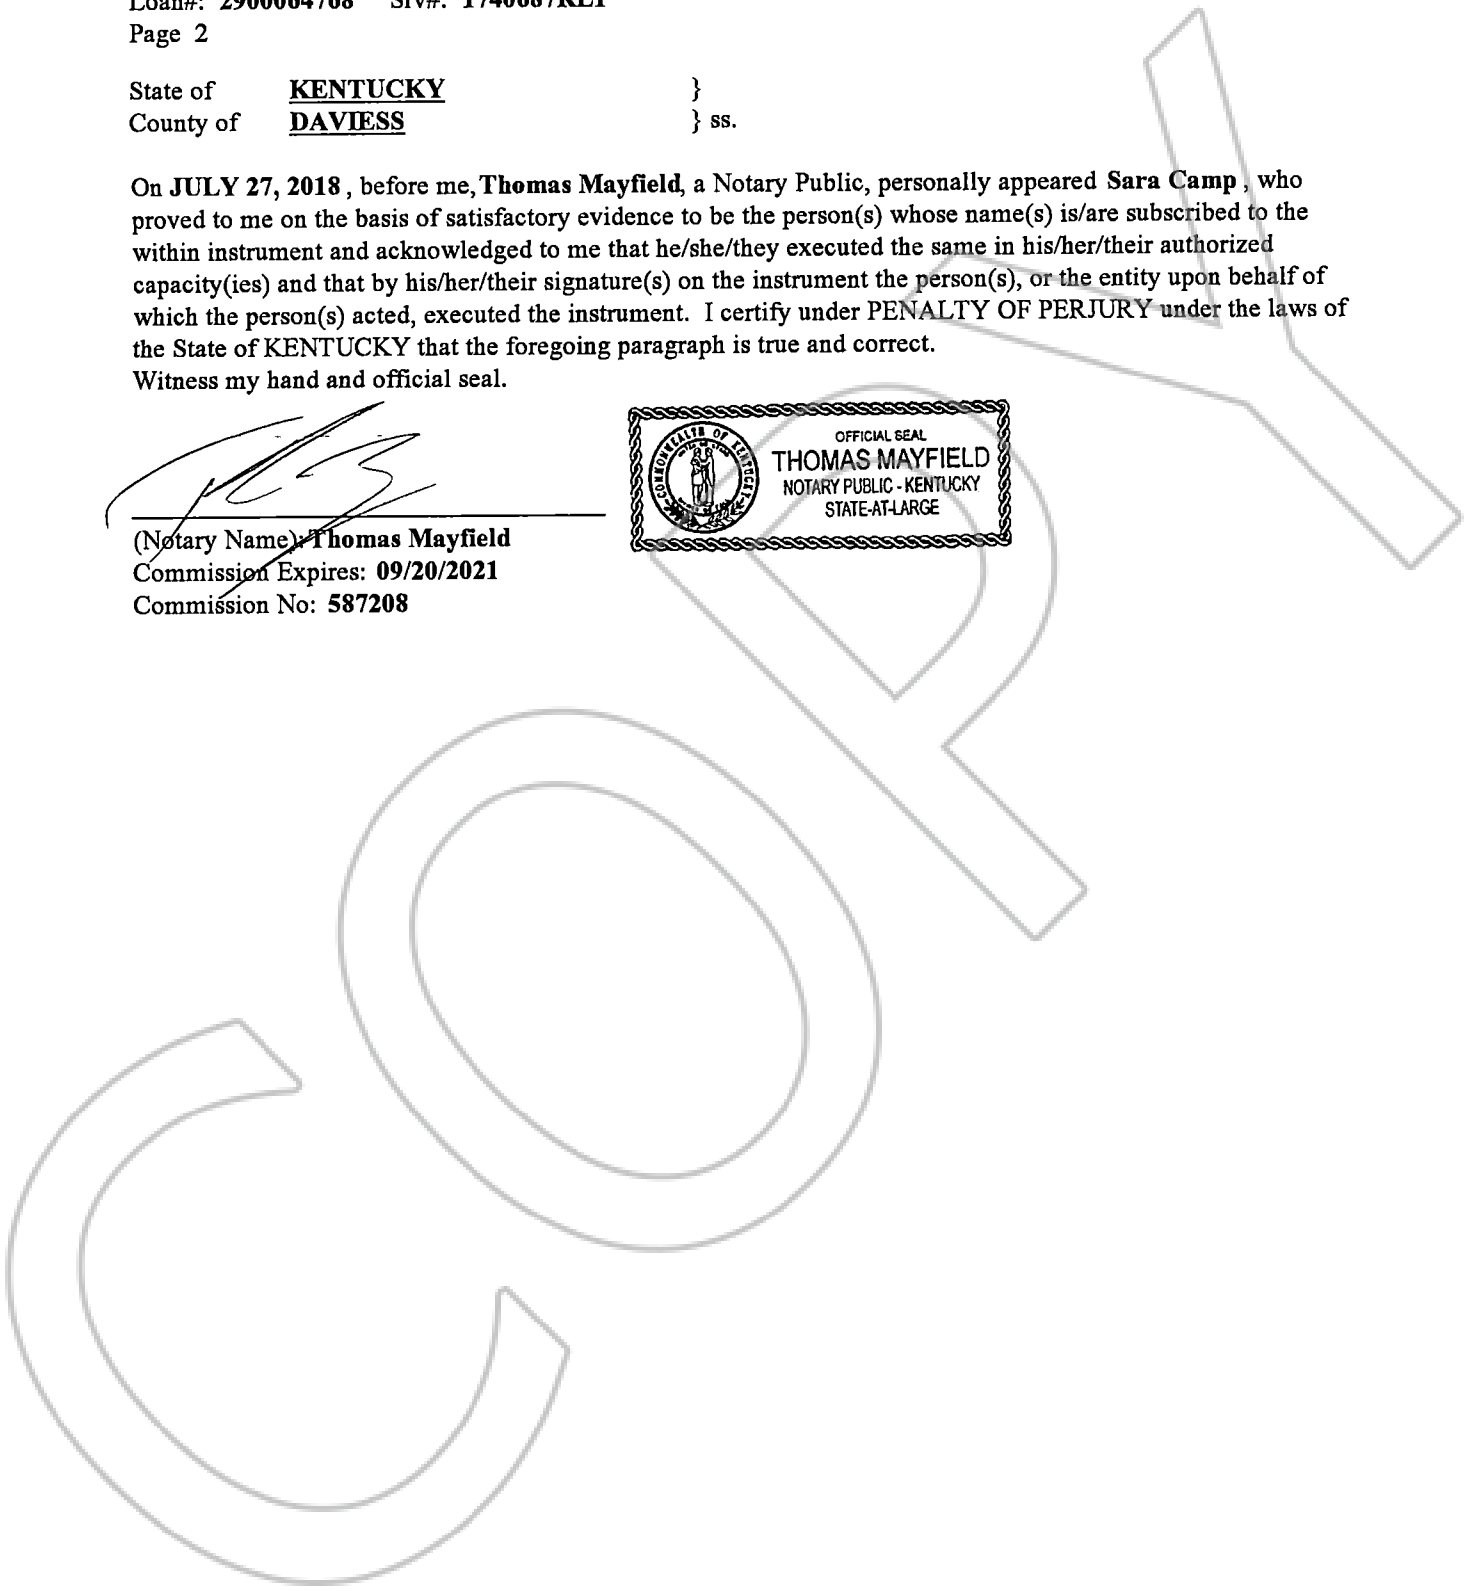 Page 2
State of KENTUCKY }
County of DAVIESS } ss.
On JULY 27, 2018 , before me, Thomas Mayfield, a Notary Public, personally appeared Sara Camp , who
proved to me on the basis of satisfactory evidence to be the person(s) whose name(s) is/are subscribed to the
within instrument and acknowledged to me that he/she/they executed the same in his/her/their authorized
capacity(ies) and that by his/her/their signature(s) on the instrument the person(s), or the entity upon behalf of
which the person(s) acted, executed the instrument. I certify under PENALTY OF PERJURY under the laws of
the State of KENTUCKY that the foregoing paragraph is true and correct.
Witness my hand and official seal.
COMMONWEALTH OF KENTUCKY
OFFICIAL SEAL
THOMAS MAYFIELD
NOTARY PUBLIC - KENTUCKY
STATE-AT-LARGE
(Notary Name): Thomas Mayfield
Commission Expires: 09/20/2021
Commission No: 587208
COPY